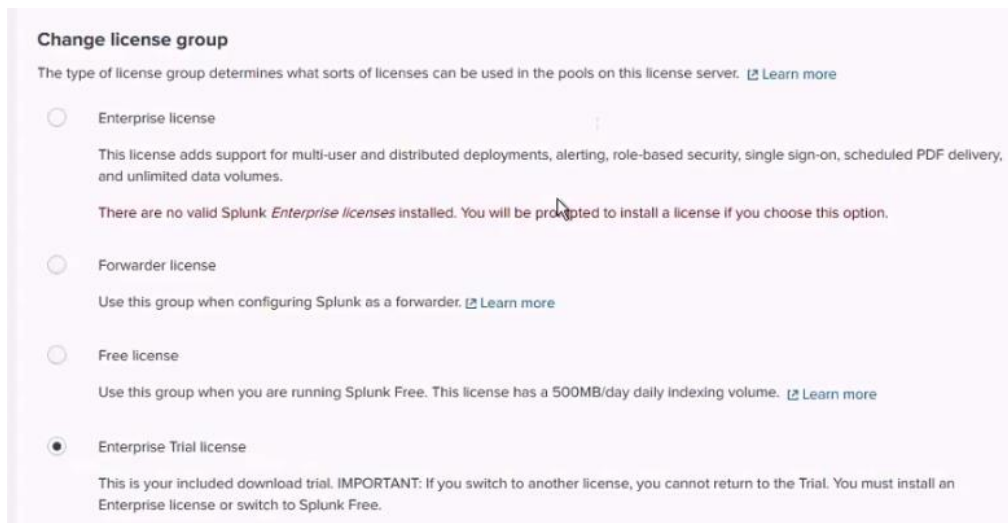 Change license group
The type of license group determines what sorts of licenses can be used in the pools on this license server. Learn more
Enterprise license
This license adds support for multi-user and distributed deployments, alerting, role-based security, single sign-on, scheduled PDF delivery,
and unlimited data volumes.
There are no valid Splunk Enterprise licenses installed. You will be prompted to install a license if you choose this option.
Forwarder license
Use this group when configuring Splunk as a forwarder. Learn more
Free license
Use this group when you are running Splunk Free. This license has a 500MB/day daily indexing volume. Learn more
Enterprise Trial license
This is your included download trial. IMPORTANT: If you switch to another license, you cannot return to the Trial. You must install an
Enterprise license or switch to Splunk Free.